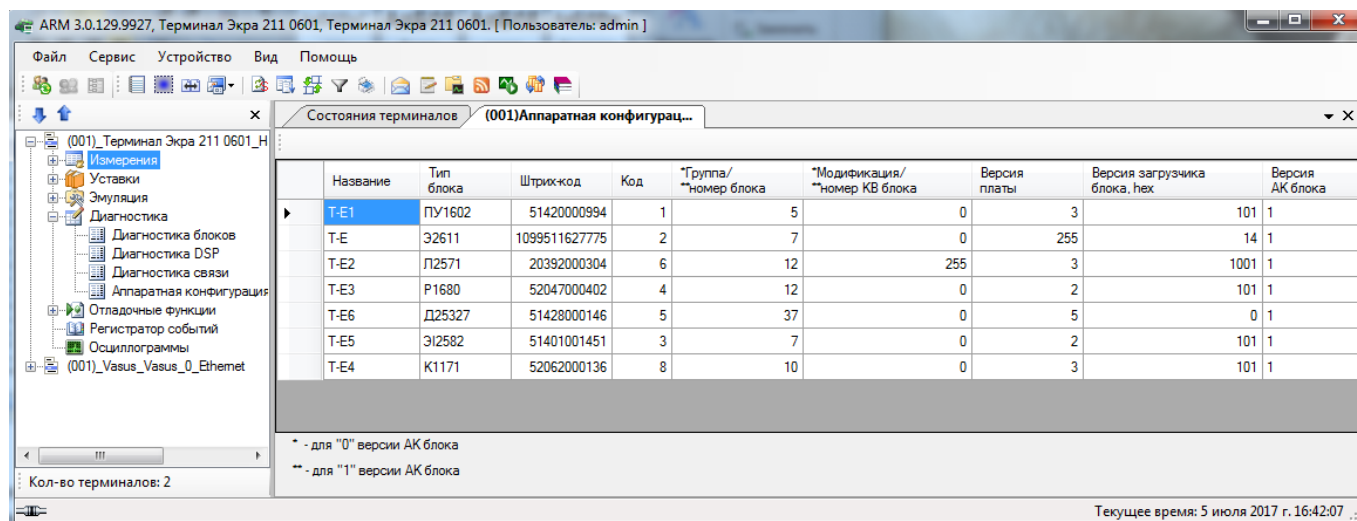 ARM 3.0.129.9927, Терминал Экра 211 0601, Терминал Экра 211 0601. [ Пользователь: admin ]
Файл Сервис Устройство Вид Помощь
Состояния терминалов (001)Аппаратная конфигурац...
(001)_Терминал Экра 211 0601_Н
Измерения
Уставки
Эмуляция
Диагностика
Диагностика блоков
Диагностика DSP
Диагностика связи
Аппаратная конфигурация
Отладочные функции
Регистратор событий
Осциллограммы
(001)_Vasus_Vasus_0_Ethernet
Кол-во терминалов: 2
Название Тип блока Штрих-код Код *Группа/ **номер блока *Модификация/ **номер КВ блока Версия платы Версия загрузчика блока, hex Версия АК блока
T-E1 ПУ1602 51420000994 1 5 0 3 101 1
T-E Э2611 1099511627775 2 7 0 255 14 1
T-E2 П2571 20392000304 6 12 255 3 1001 1
T-E3 Р1680 52047000402 4 12 0 2 101 1
T-E6 Д25327 51428000146 5 37 0 5 0 1
T-E5 ЭI2582 51401001451 3 7 0 2 101 1
T-E4 К1171 52062000136 8 10 0 3 101 1
* - для "0" версии АК блока
** - для "1" версии АК блока
Текущее время: 5 июля 2017 г. 16:42:07